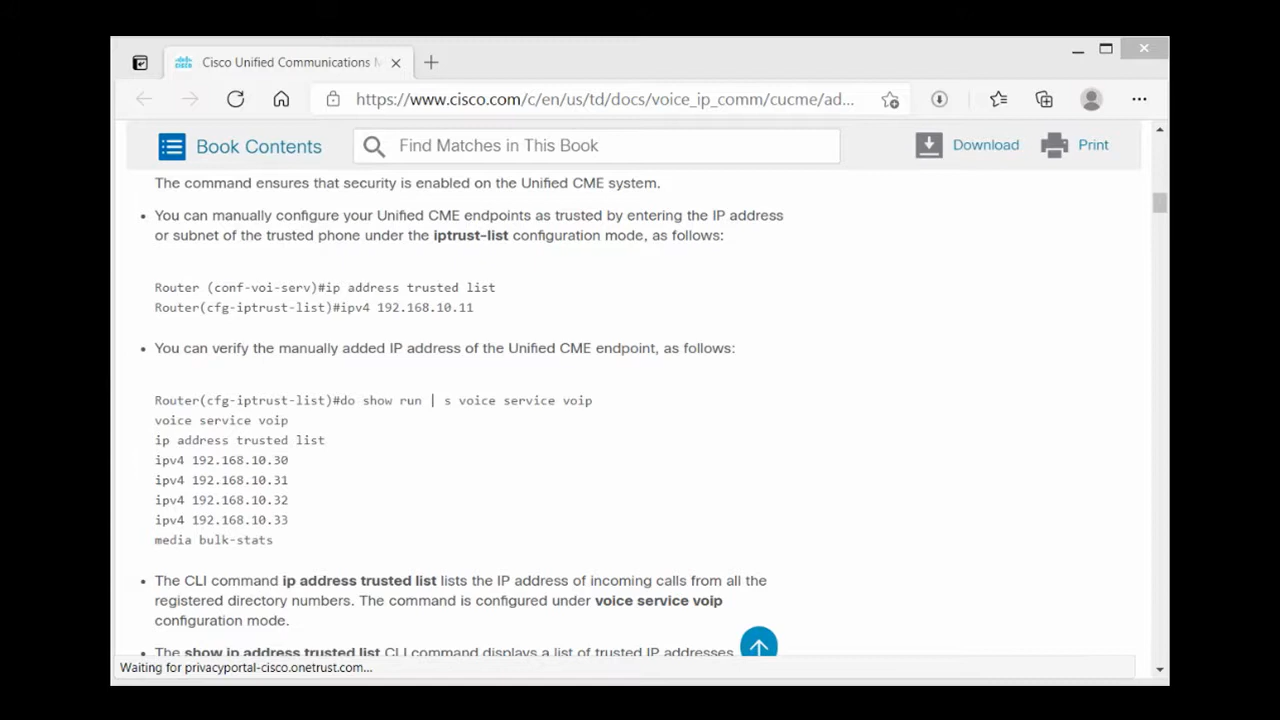 Cisco Unified Communications M
https://www.cisco.com/c/en/us/td/docs/voice_ip_comm/cucme/ad...
Book Contents
Find Matches in This Book
Download
Print
The command ensures that security is enabled on the Unified CME system.
• You can manually configure your Unified CME endpoints as trusted by entering the IP address
or subnet of the trusted phone under the iptrust-list configuration mode, as follows:
Router (conf-voi-serv)#ip address trusted list
Router(cfg-iptrust-list)#ipv4 192.168.10.11
• You can verify the manually added IP address of the Unified CME endpoint, as follows:
Router(cfg-iptrust-list)#do show run | s voice service voip
voice service voip
ip address trusted list
ipv4 192.168.10.30
ipv4 192.168.10.31
ipv4 192.168.10.32
ipv4 192.168.10.33
media bulk-stats
• The CLI command ip address trusted list lists the IP address of incoming calls from all the
registered directory numbers. The command is configured under voice service voip
configuration mode.
• The show ip address trusted list CLI command displays a list of trusted IP addresses.
Waiting for privacyportal-cisco.onetrust.com...